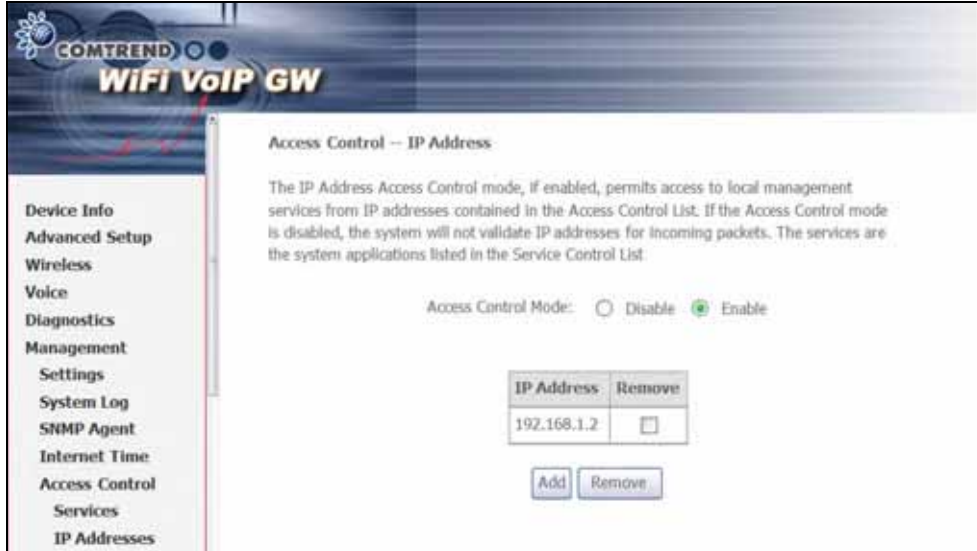 COMTREND
WiFi VoIP GW
Device Info
Advanced Setup
Wireless
Voice
Diagnostics
Management
Settings
System Log
SNMP Agent
Internet Time
Access Control
Services
IP Addresses
Access Control -- IP Address
The IP Address Access Control mode, if enabled, permits access to local management
services from IP addresses contained in the Access Control List. If the Access Control mode
is disabled, the system will not validate IP addresses for incoming packets. The services are
the system applications listed in the Service Control List
Access Control Mode: Disable Enable
IP Address Remove
192.168.1.2
Add Remove